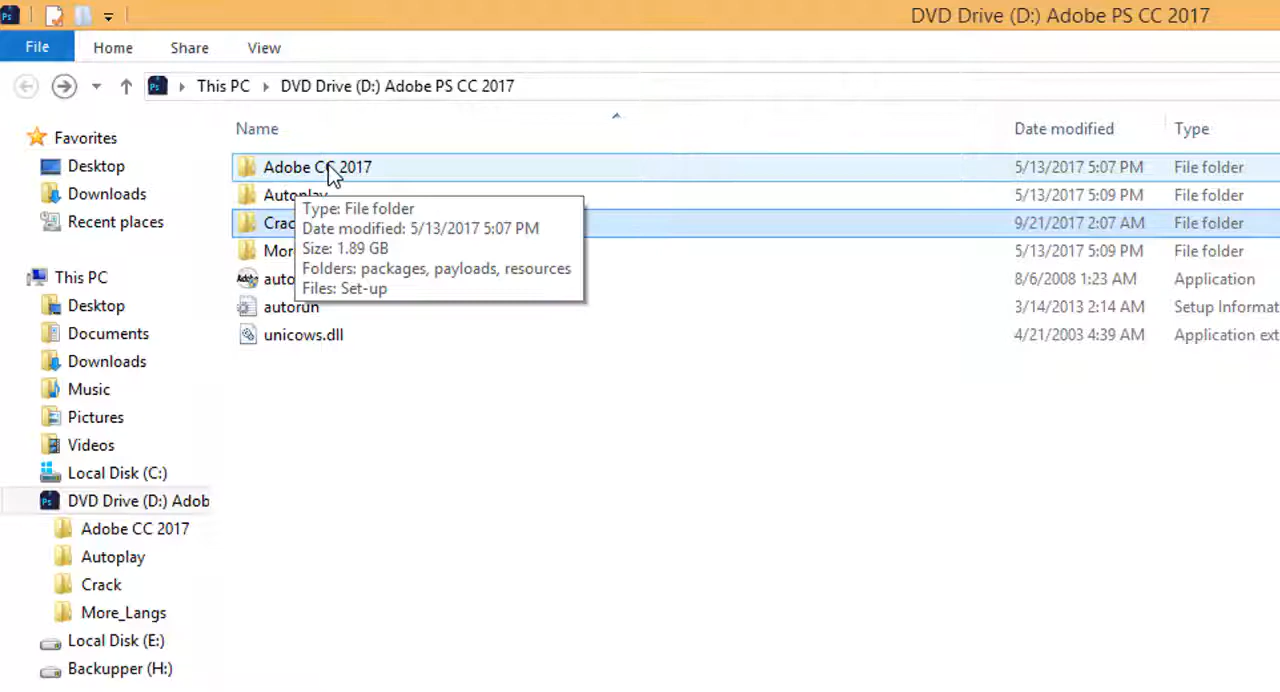 DVD Drive (D:) Adobe PS CC 2017
File Home Share View
This PC DVD Drive (D:) Adobe PS CC 2017
Name Date modified Type
Favorites
Desktop
Downloads
Recent places
This PC
Desktop
Documents
Downloads
Music
Pictures
Videos
Local Disk (C:)
DVD Drive (D:) Adob
Adobe CC 2017
Autoplay
Crack
More_Langs
Local Disk (E:)
Backupper (H:)
Adobe CC 2017 5/13/2017 5:07 PM File folder
Autoplay 5/13/2017 5:09 PM File folder
Crac 9/21/2017 2:07 AM File folder
Mor 5/13/2017 5:09 PM File folder
auto 8/6/2008 1:23 AM Application
autorun 3/14/2013 2:14 AM Setup Informat
unicows.dll 4/21/2003 4:39 AM Application ext
Type: File folder
Date modified: 5/13/2017 5:07 PM
Size: 1.89 GB
Folders: packages, payloads, resources
Files: Set-up